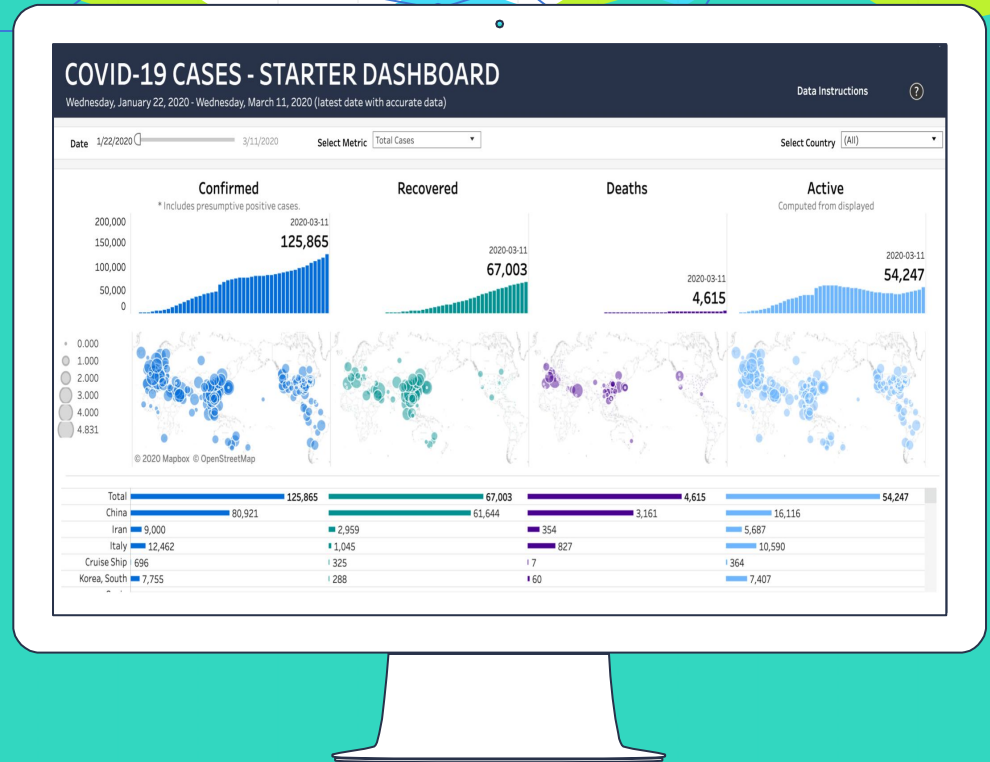 COVID-19 CASES - STARTER DASHBOARD
Wednesday, January 22, 2020 - Wednesday, March 11, 2020 (latest date with accurate data)
Data Instructions ?
Date 1/22/2020 3/11/2020 Select Metric Total Cases Select Country (All)
Confirmed Recovered Deaths Active
* Includes presumptive positive cases. Computed from displayed
200,000
150,000
100,000
50,000
0
2020-03-11
125,865
2020-03-11
67,003
2020-03-11
4,615
2020-03-11
54,247
0.000
1.000
2.000
3.000
4.000
4.831
© 2020 Mapbox © OpenStreetMap
Total 125,865 67,003 4,615 54,247
China 80,921 61,644 3,161 16,116
Iran 9,000 2,959 354 5,687
Italy 12,462 1,045 827 10,590
Cruise Ship 696 325 7 364
Korea, South 7,755 288 60 7,407